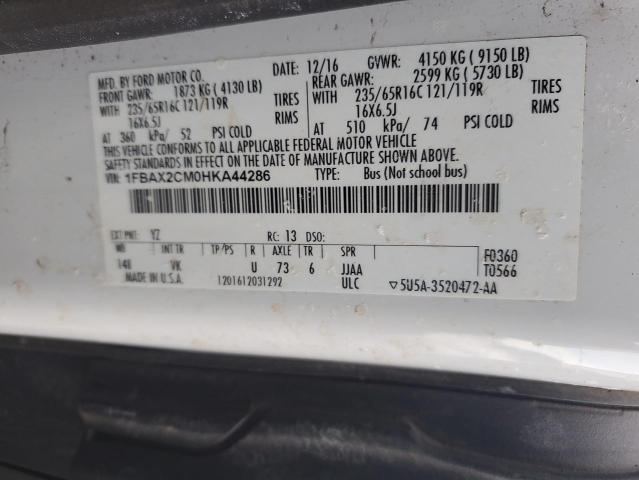 MFD. BY FORD MOTOR CO. DATE: 12/16 GVWR: 4150 KG ( 9150 LB)
FRONT GAWR: 1873 KG ( 4130 LB) REAR GAWR: 2599 KG ( 5730 LB)
WITH 235/65R16C 121/119R TIRES WITH 235/65R16C 121/119R TIRES
16X6.5J RIMS 16X6.5J RIMS
AT 360 kPa/ 52 PSI COLD AT 510 kPa/ 74 PSI COLD
THIS VEHICLE CONFORMS TO ALL APPLICABLE FEDERAL MOTOR VEHICLE
SAFETY STANDARDS IN EFFECT ON THE DATE OF MANUFACTURE SHOWN ABOVE.
VIN: 1FBAX2CM0HKA44286 TYPE: Bus (Not school bus)
EXT PNT: YZ RC: 13 DSO:
WB INT TR TP/PS R AXLE TR SPR F0360
148 VK U 73 6 JJAA T0566
MADE IN U.S.A. 1201612031292 ULC ▽5U5A-3520472-AA